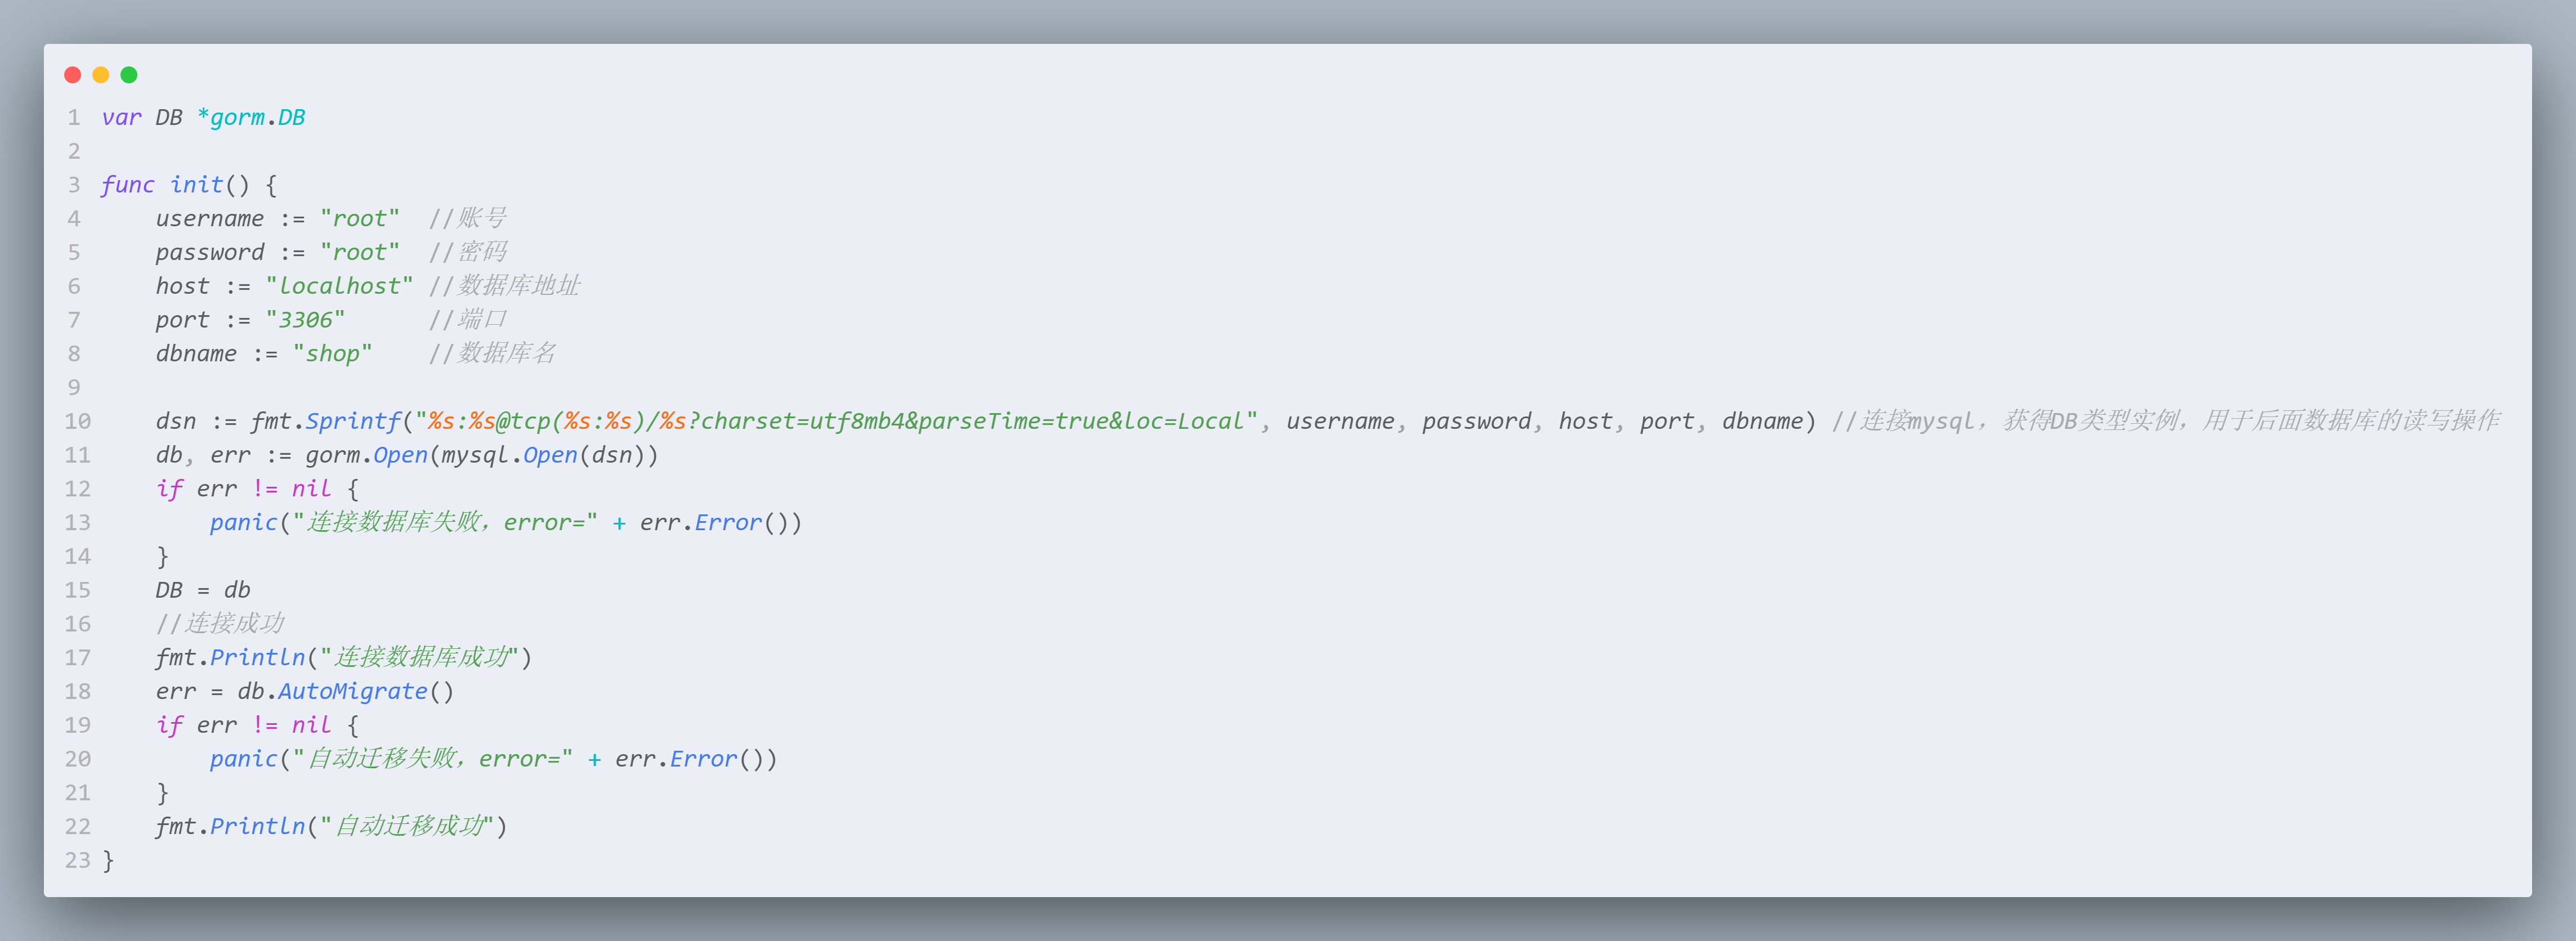 1 var DB *gorm.DB
2
3 func init() {
4     username := "root"  //账号
5     password := "root"  //密码
6     host := "localhost" //数据库地址
7     port := "3306"      //端口
8     dbname := "shop"    //数据库名
9
10     dsn := fmt.Sprintf("%s:%s@tcp(%s:%s)/%s?charset=utf8mb4&parseTime=true&loc=Local", username, password, host, port, dbname) //连接mysql，获得DB类型实例，用于后面数据库的读写操作
11     db, err := gorm.Open(mysql.Open(dsn))
12     if err != nil {
13         panic("连接数据库失败，error=" + err.Error())
14     }
15     DB = db
16     //连接成功
17     fmt.Println("连接数据库成功")
18     err = db.AutoMigrate()
19     if err != nil {
20         panic("自动迁移失败，error=" + err.Error())
21     }
22     fmt.Println("自动迁移成功")
23 }